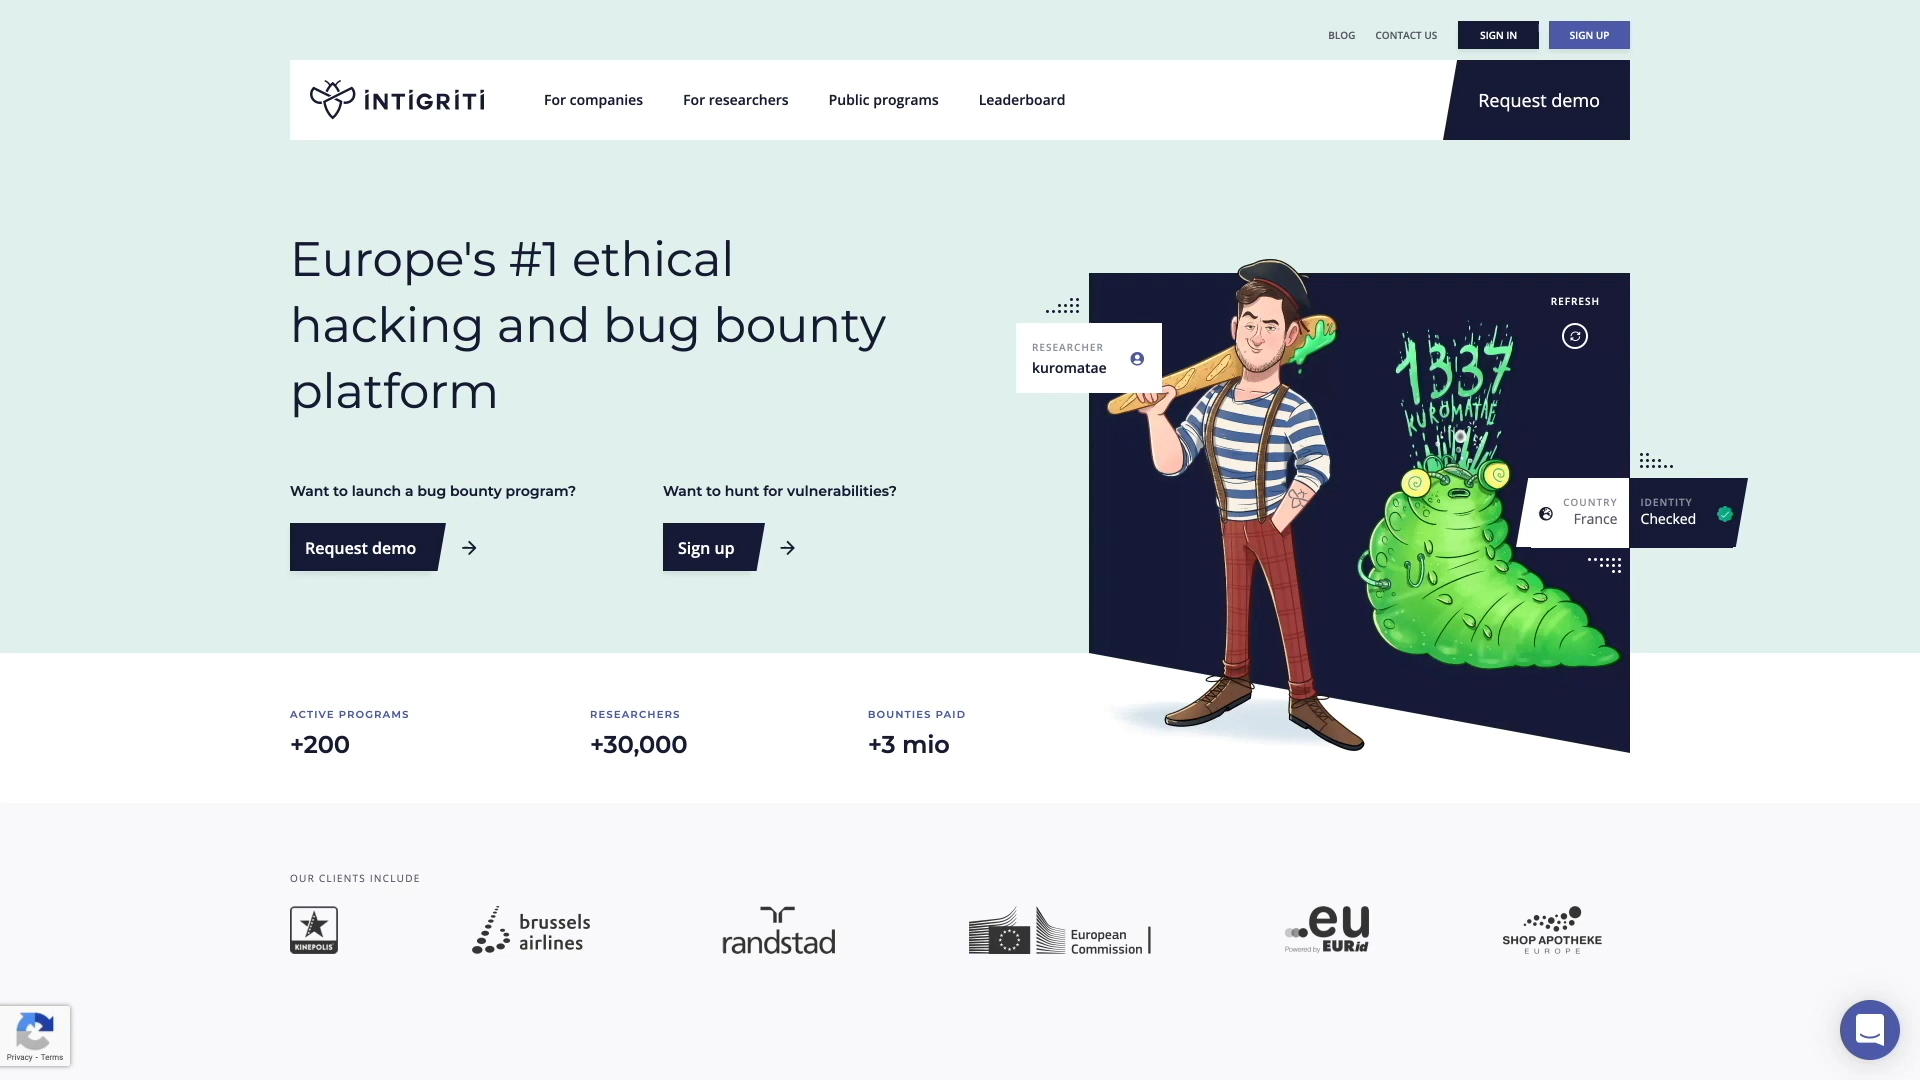 BLOG
CONTACT US
SIGN IN
SIGN UP
INTIGRITI
For companies
For researchers
Public programs
Leaderboard
Request demo
Europe's #1 ethical
hacking and bug bounty
platform
Want to launch a bug bounty program?
Request demo
Want to hunt for vulnerabilities?
Sign up
RESEARCHER
kuromatae
REFRESH
1337
KUROMATAE
COUNTRY
France
IDENTITY
Checked
ACTIVE PROGRAMS
+200
RESEARCHERS
+30,000
BOUNTIES PAID
+3 mio
OUR CLIENTS INCLUDE
KINEPOLIS
brussels
airlines
randstad
European
Commission
.eu
Powered by EURid
SHOP APOTHEKE
EUROPE
Privacy - Terms